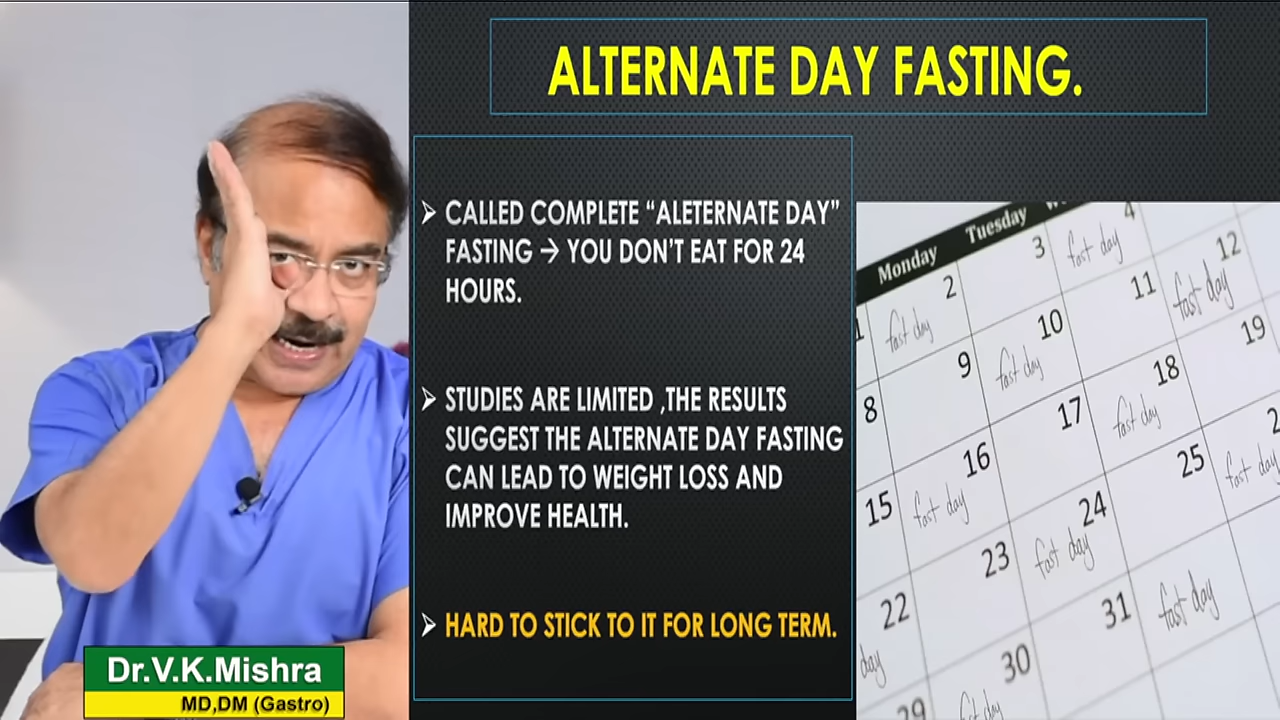 ALTERNATE DAY FASTING.
➢ CALLED COMPLETE “ALETERNATE DAY”
FASTING → YOU DON’T EAT FOR 24
HOURS.
➢ STUDIES ARE LIMITED ,THE RESULTS
SUGGEST THE ALTERNATE DAY FASTING
CAN LEAD TO WEIGHT LOSS AND
IMPROVE HEALTH.
➢ HARD TO STICK TO IT FOR LONG TERM.
Dr.V.K.Mishra
MD,DM (Gastro)
Monday Tuesday
2 fast day
3
4 fast day
8
9
10 fast day
11
12 fast day
15
16 fast day
17
18 fast day
19
22 day
23
24 fast day
25
fast day
29
30 fast day
31
fast day